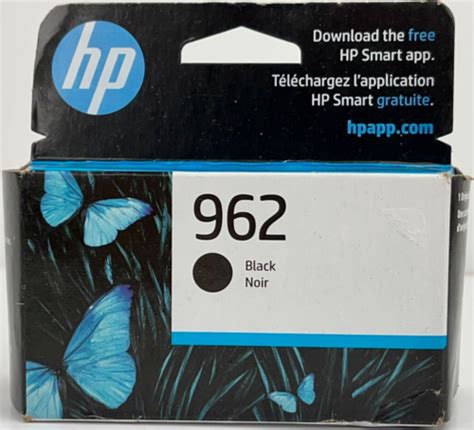 hp
Download the free
HP Smart app.
Téléchargez l'application
HP Smart gratuite.
hpapp.com
962
Black
Noir